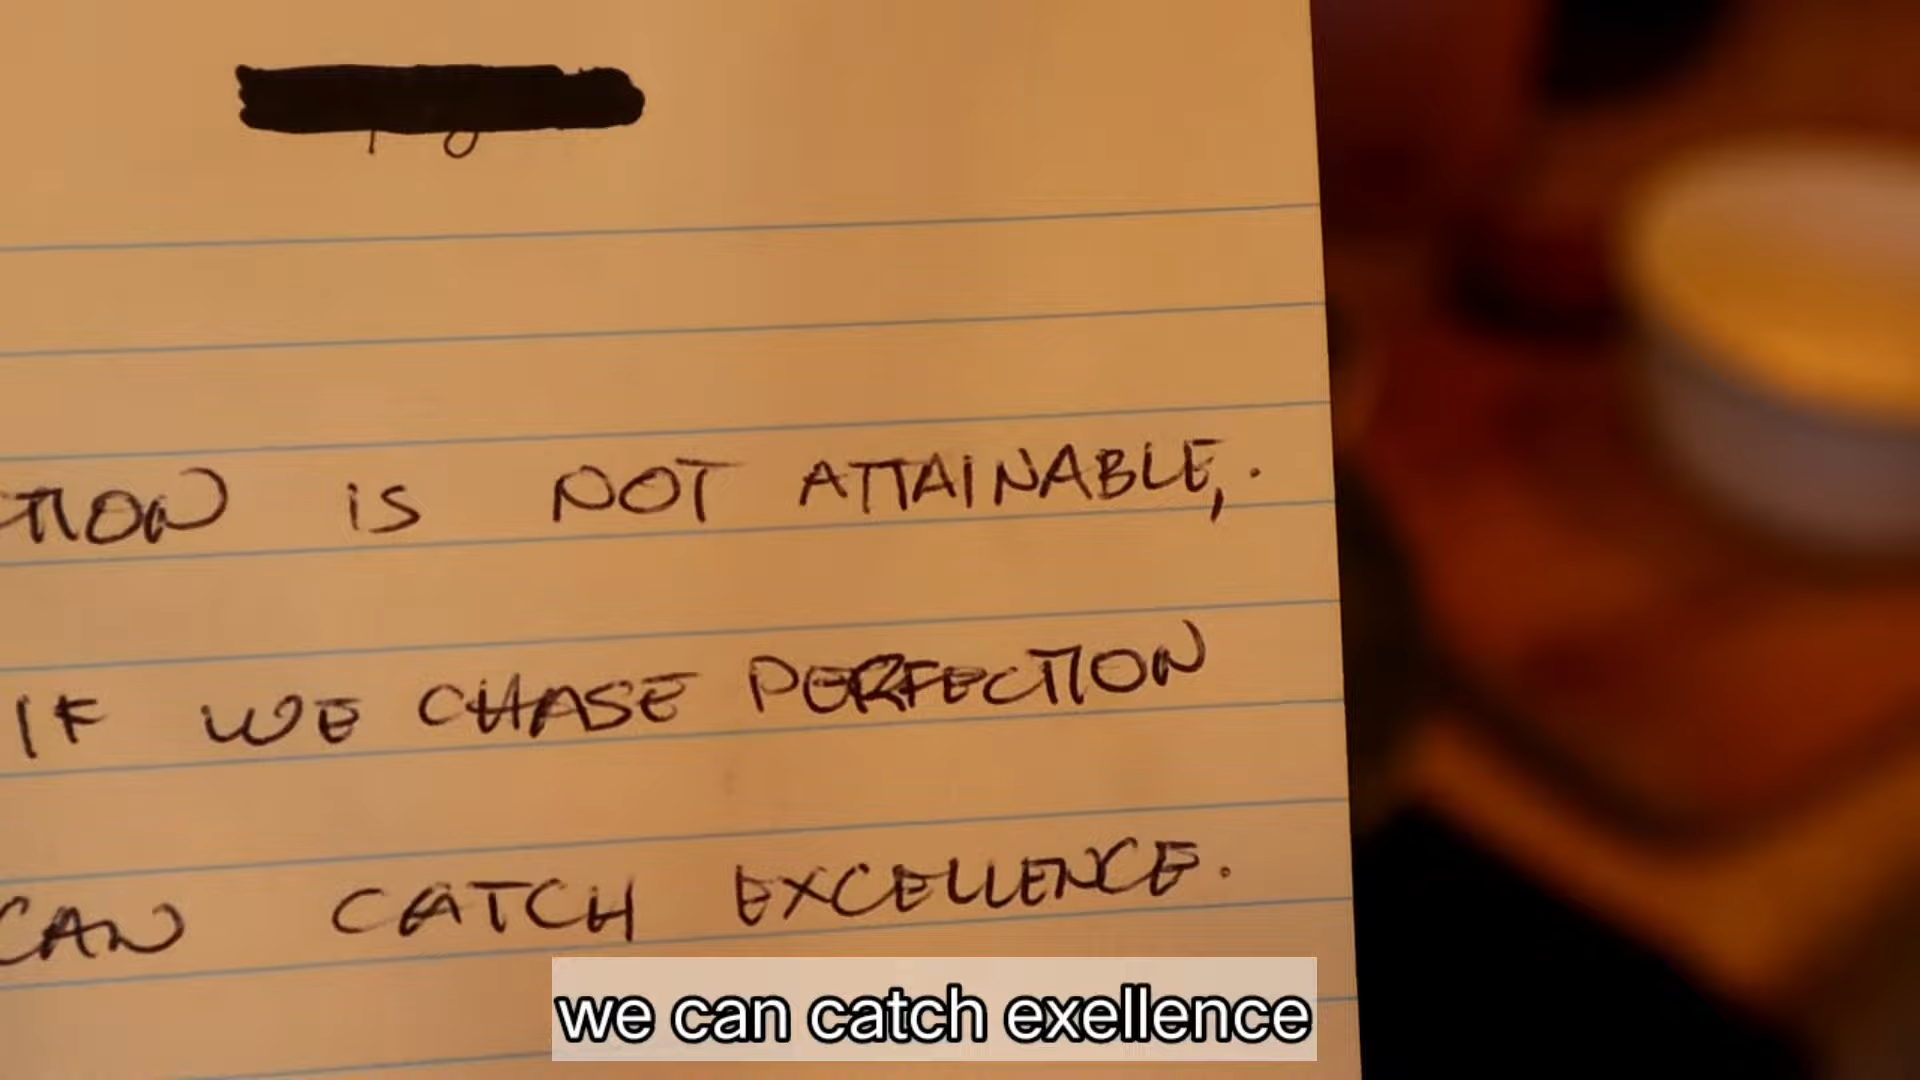 TION is NOT ATTAINABLE,.
IF WE CHASE PERFECTION
CAN CATCH EXCELLENCE.
we can catch exellence